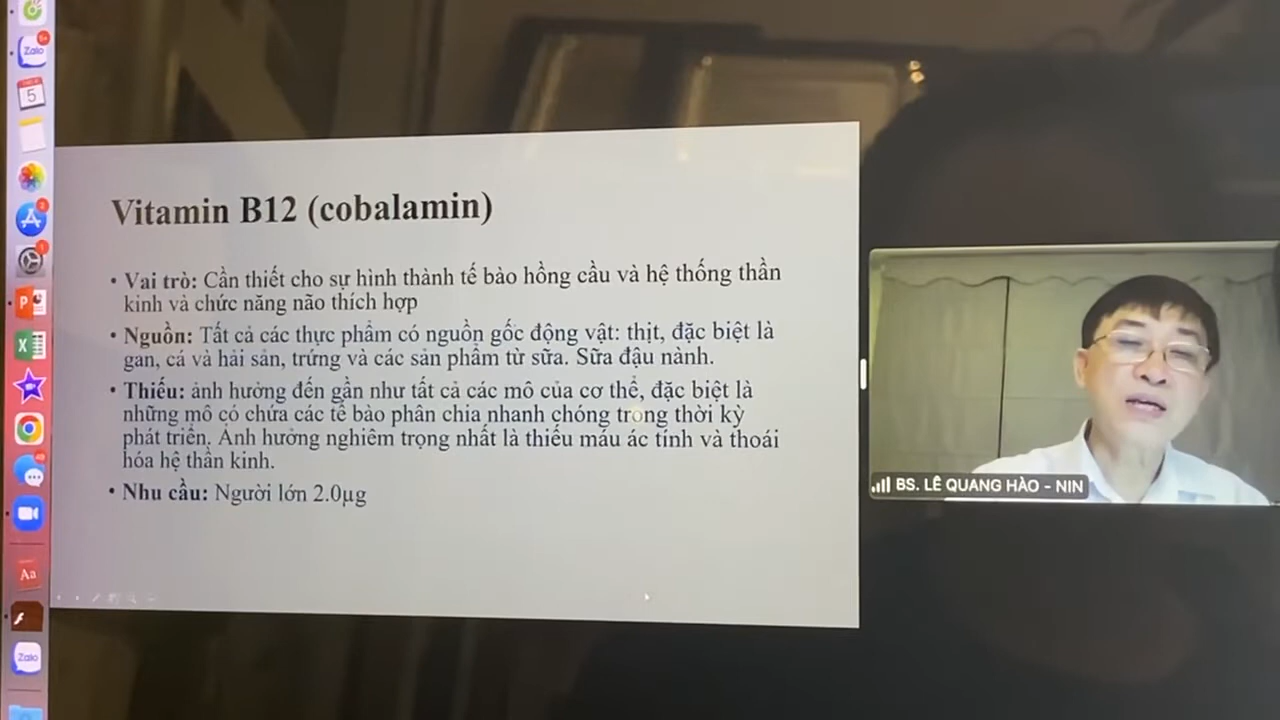 Zalo
5
Vitamin B12 (cobalamin)
• Vai trò: Cần thiết cho sự hình thành tế bào hồng cầu và hệ thống thần
kinh và chức năng não thích hợp
• Nguồn: Tất cả các thực phẩm có nguồn gốc động vật: thịt, đặc biệt là
gan, cá và hải sản, trứng và các sản phẩm từ sữa. Sữa đậu nành.
• Thiếu: ảnh hưởng đến gần như tất cả các mô của cơ thể, đặc biệt là
những mô có chứa các tế bào phân chia nhanh chóng trong thời kỳ
phát triển. Ảnh hưởng nghiêm trọng nhất là thiếu máu ác tính và thoái
hóa hệ thần kinh.
• Nhu cầu: Người lớn 2.0µg
BS. LÊ QUANG HÀO - NIN
P
X
Aa
Zalo